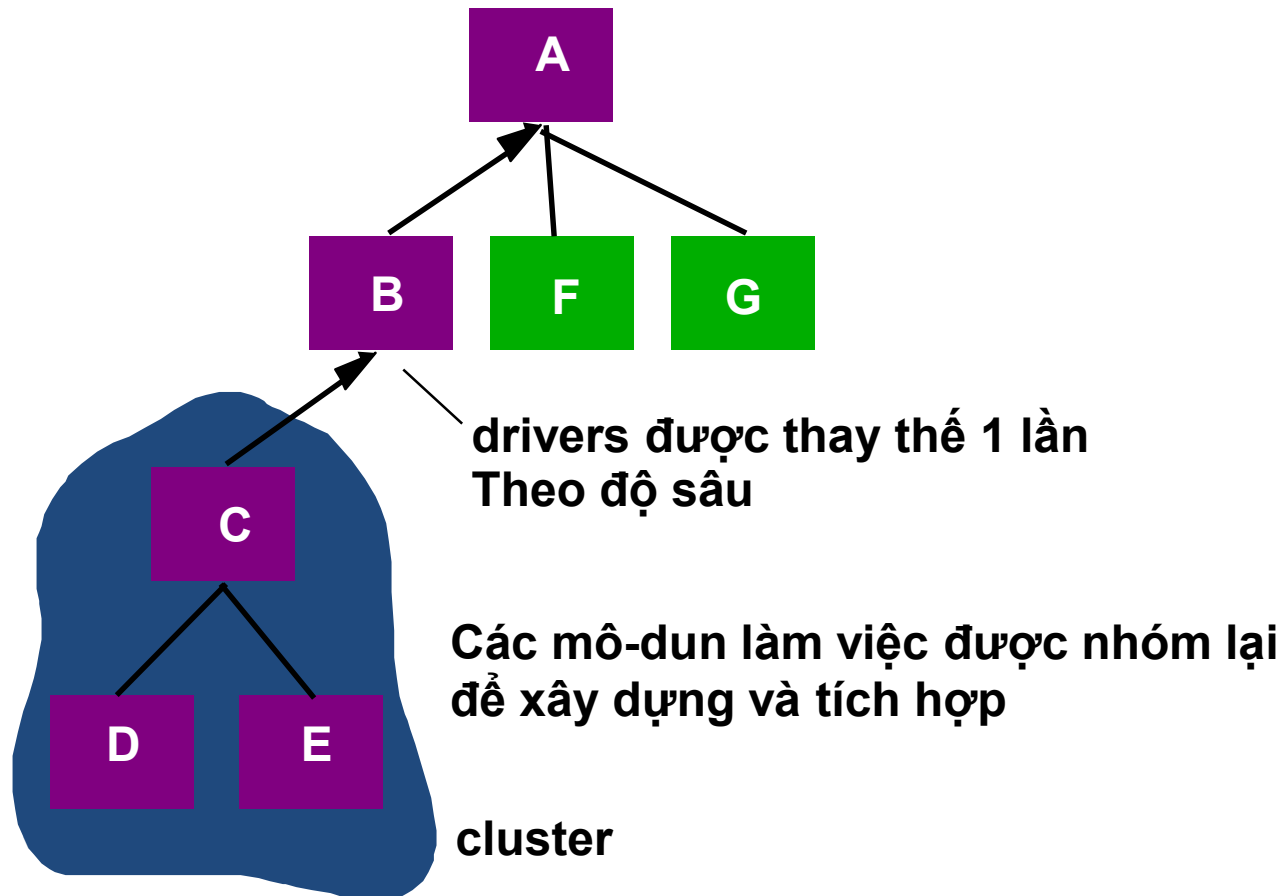 A
B
F
G
drivers được thay thế 1 lần
Theo độ sâu
C
Các mô-dun làm việc được nhóm lại
để xây dựng và tích hợp
D
E
cluster